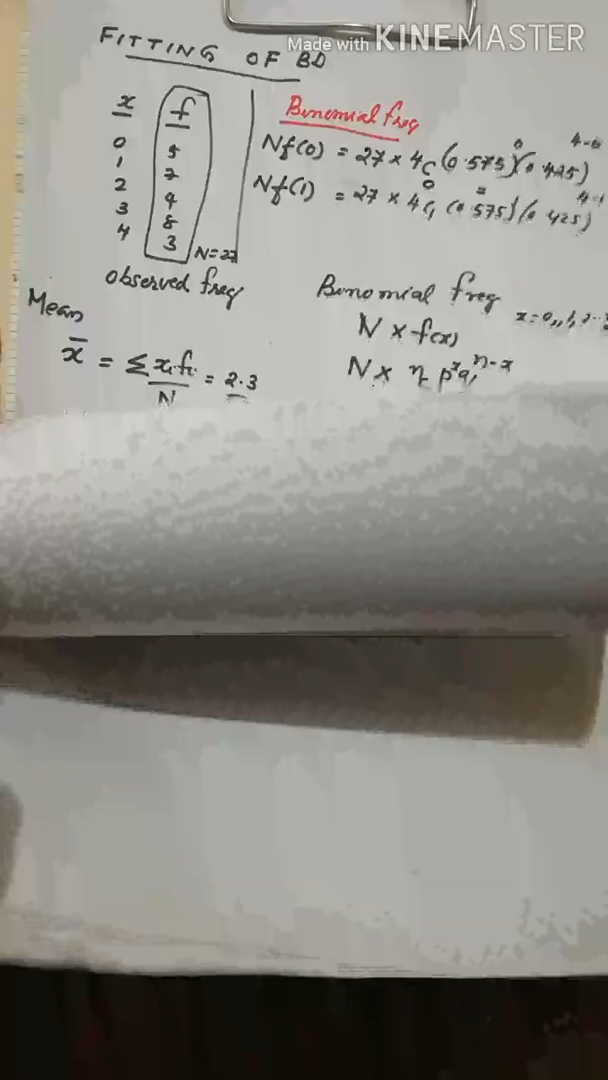 Made with KINEMASTER
FITTING OF BD
x f
0 5
1 7
2 4
3 8
4 3
N=27
observed freq
Mean
x̄ = Σxifi / N = 2.3
Binomial freq
Nf(0) = 27 × 4C0 (0.575)^0 (0.425)^4-0
Nf(1) = 27 × 4C1 (0.575) (0.425)^4-1
Binomial freq
N × f(x)
N × n p^x q^n-x